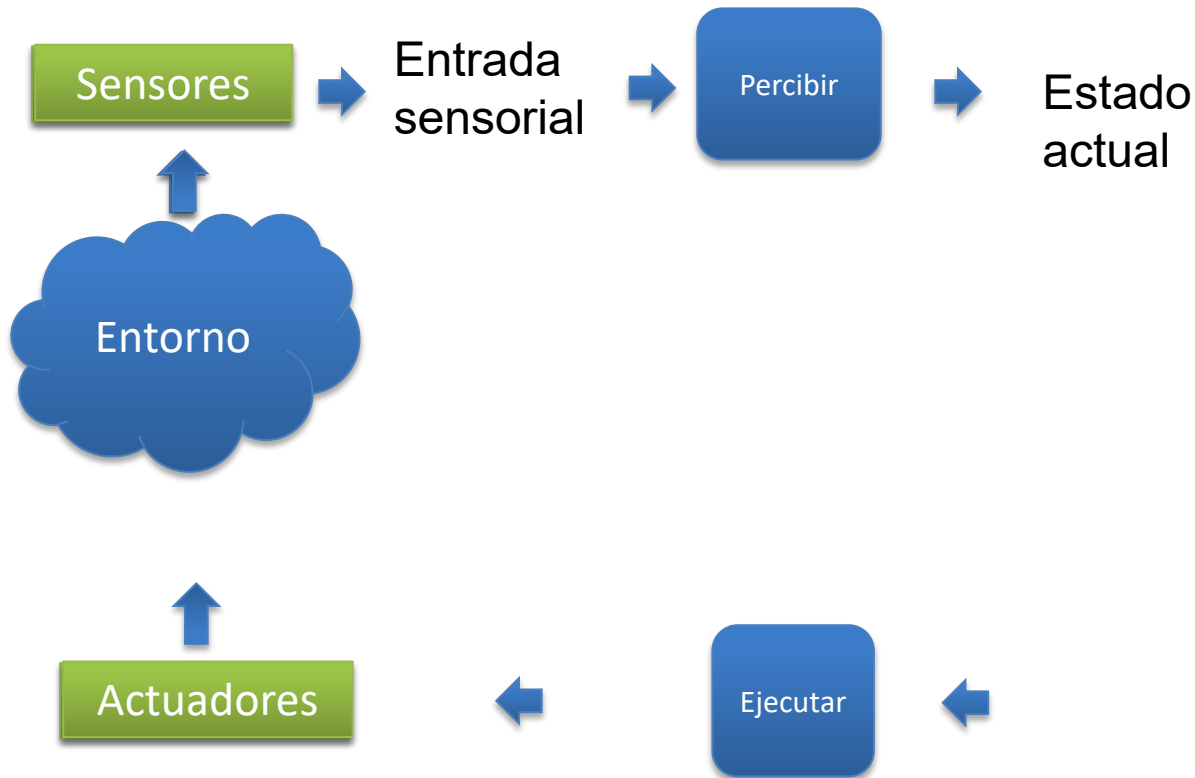 Sensores
Entrada
sensorial
Percibir
Estado
actual
Entorno
Actuadores
Ejecutar